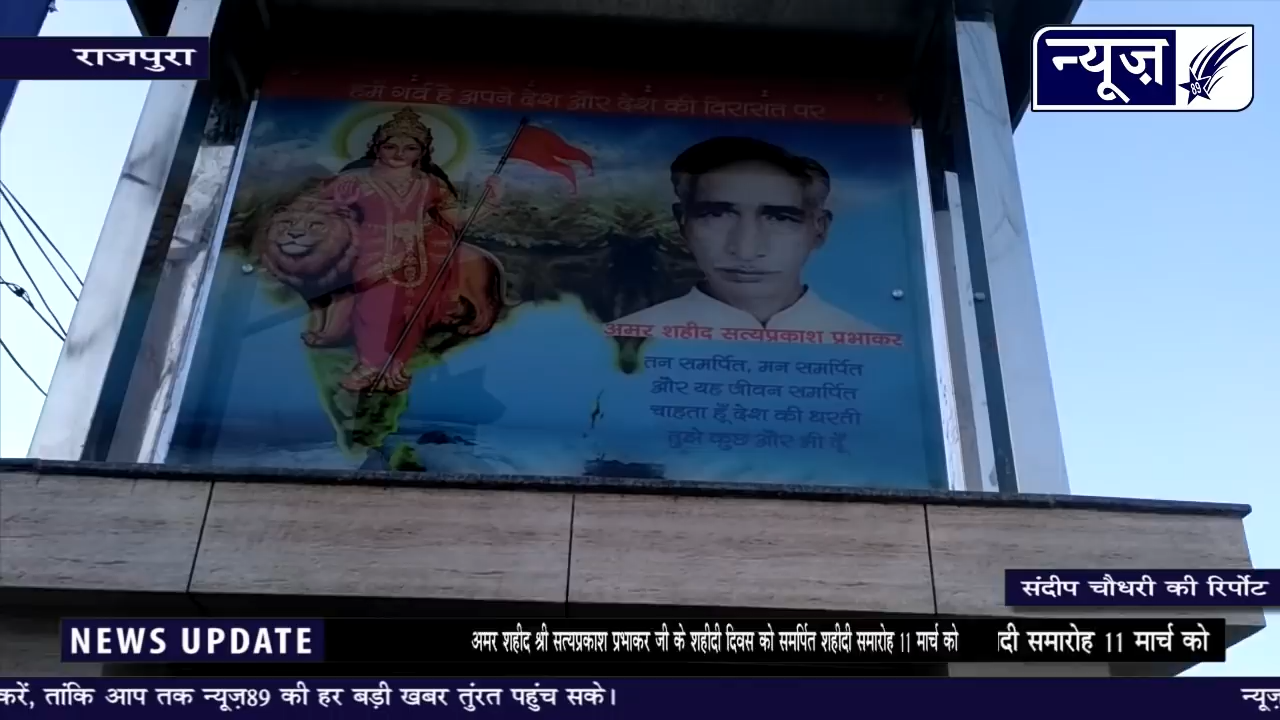 राजपुरा
न्यूज़
89
हमें गर्व है अपने देश और देश की विरासत पर
अमर शहीद सत्यप्रकाश प्रभाकर
तन समर्पित, मन समर्पित
और यह जीवन समर्पित
चाहता हूँ देश की धरती
तुझे कुछ और भी दूँ
संदीप चौधरी की रिर्पोट
NEWS UPDATE
अमर शहीद श्री सत्यप्रकाश प्रभाकर जी के शहीदी दिवस को समर्पित शहीदी समारोह 11 मार्च को
दी समारोह 11 मार्च को
करें, तांकि आप तक न्यूज़89 की हर बड़ी खबर तुंरत पहुंच सके।
न्यूज़